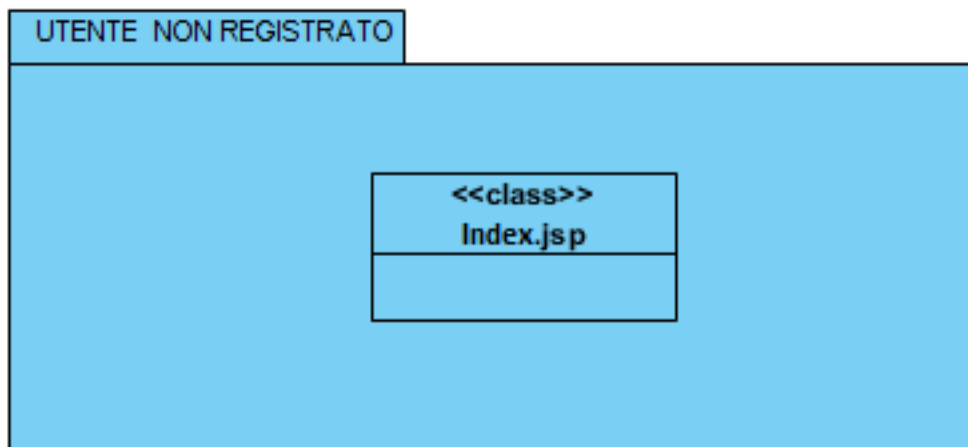 UTENTE NON REGISTRATO
<<class>>
Index.jsp